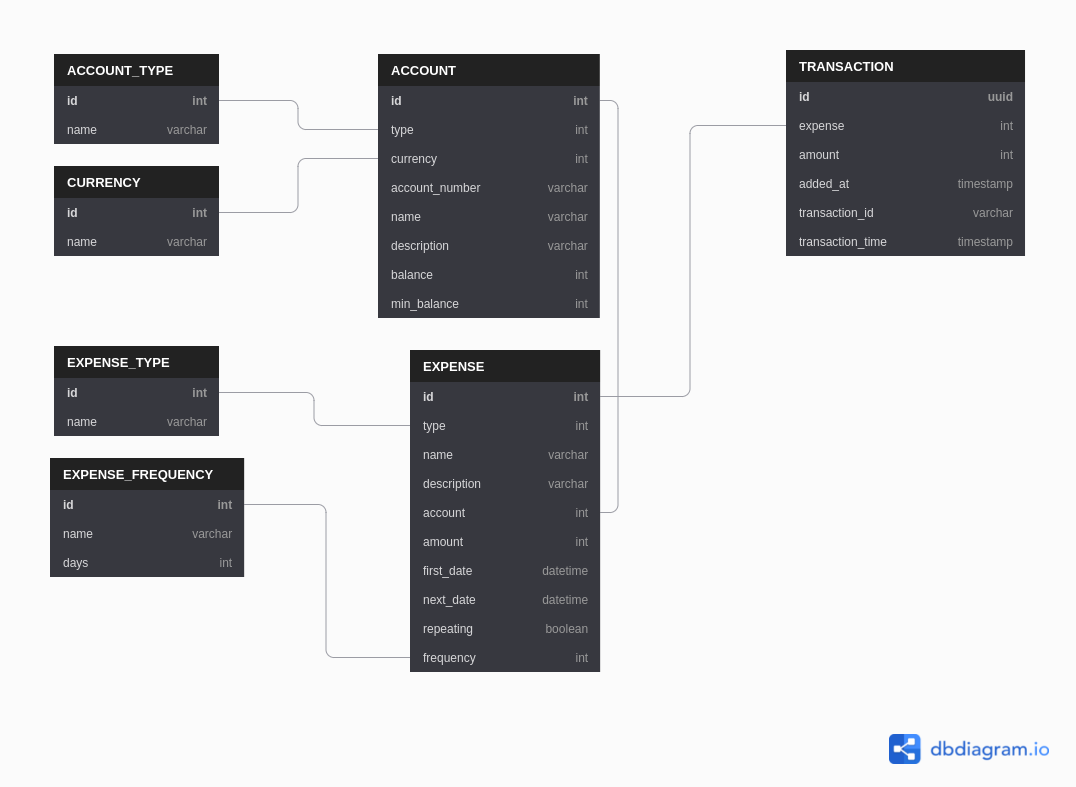 ACCOUNT_TYPE
id int
name varchar
CURRENCY
id int
name varchar
ACCOUNT
id int
type int
currency int
account_number varchar
name varchar
description varchar
balance int
min_balance int
TRANSACTION
id uuid
expense int
amount int
added_at timestamp
transaction_id varchar
transaction_time timestamp
EXPENSE_TYPE
id int
name varchar
EXPENSE_FREQUENCY
id int
name varchar
days int
EXPENSE
id int
type int
name varchar
description varchar
account int
amount int
first_date datetime
next_date datetime
repeating boolean
frequency int
dbdiagram.io